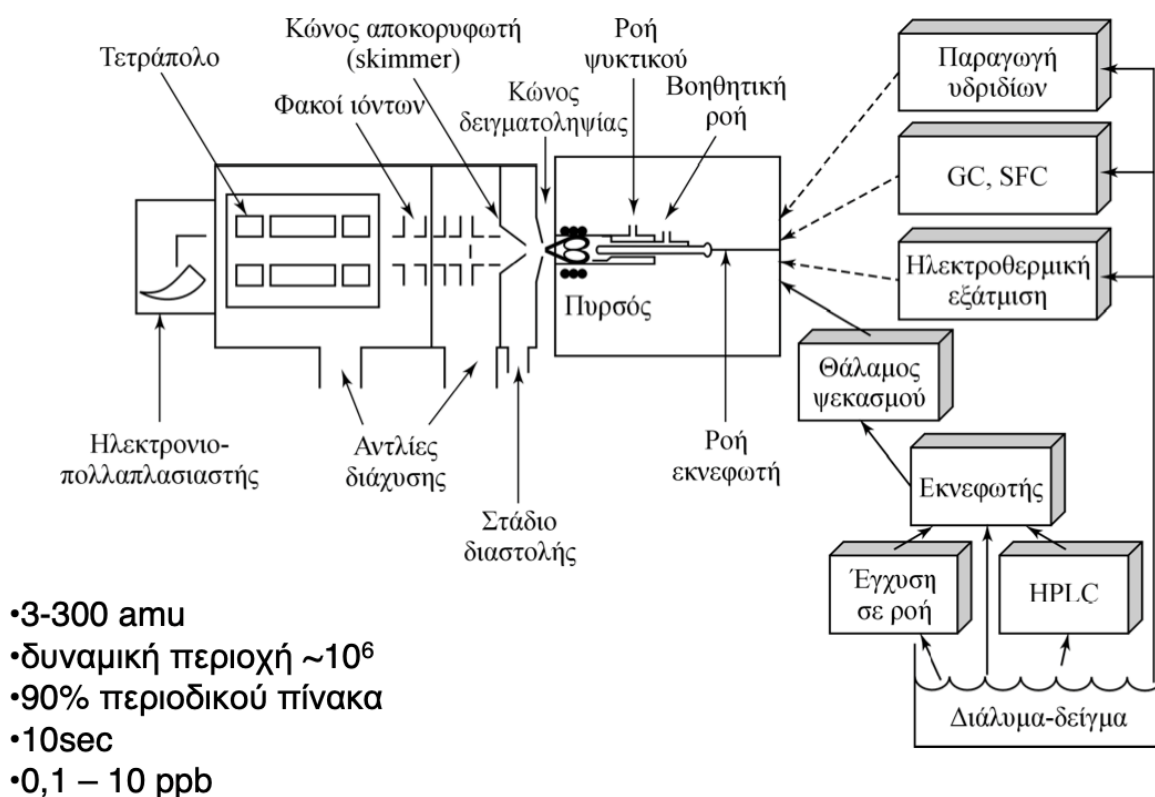 Τετράπολο
Κώνος αποκορυφωτή
(skimmer)
Φακοί ιόντων
Κώνος
δειγματοληψίας
Ροή
ψυκτικού
Βοηθητική
ροή
Παραγωγή
υδριδίων
GC, SFC
Ηλεκτροθερμική
εξάτμιση
Πυρσός
Θάλαμος
ψεκασμού
Ηλεκτρονιο-
πολλαπλασιαστής
Αντλίες
διάχυσης
Στάδιο
διαστολής
Ροή
εκνεφωτή
Εκνεφωτής
Έγχυση
σε ροή
HPLC
Διάλυμα-δείγμα
•3-300 amu
•δυναμική περιοχή ~10⁶
•90% περιοδικού πίνακα
•10sec
•0,1 – 10 ppb